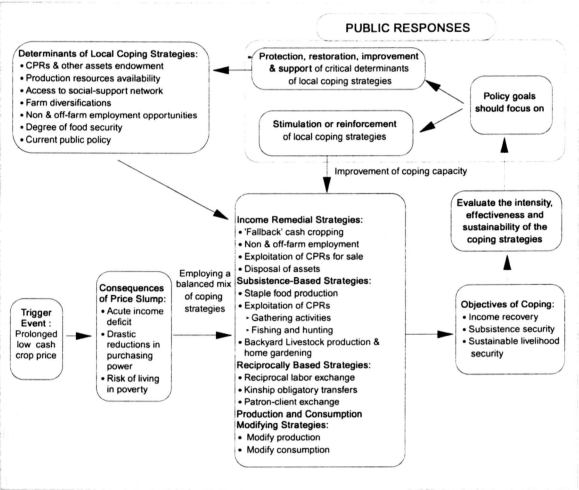 PUBLIC RESPONSES
Determinants of Local Coping Strategies:
• CPRs & other assets endowment
• Production resources availability
• Access to social-support network
• Farm diversifications
• Non & off-farm employment opportunities
• Degree of food security
• Current public policy
Protection, restoration, improvement
& support of critical determinants
of local coping strategies
Policy goals
should focus on
Stimulation or reinforcement
of local coping strategies
Improvement of coping capacity
Evaluate the intensity,
effectiveness and
sustainability of the
coping strategies
Trigger
Event :
Prolonged
low cash
crop price
Consequences
of Price Slump:
• Acute income
deficit
• Drastic
reductions in
purchasing
power
• Risk of living
in poverty
Employing a
balanced mix
of coping
strategies
Income Remedial Strategies:
• 'Fallback' cash cropping
• Non & off-farm employment
• Exploitation of CPRs for sale
• Disposal of assets
Subsistence-Based Strategies:
• Staple food production
• Exploitation of CPRs
• Gathering activities
• Fishing and hunting
• Backyard Livestock production &
home gardening
Reciprocally Based Strategies:
• Reciprocal labor exchange
• Kinship obligatory transfers
• Patron-client exchange
Production and Consumption
Modifying Strategies:
• Modify production
• Modify consumption
Objectives of Coping:
• Income recovery
• Subsistence security
• Sustainable livelihood
security